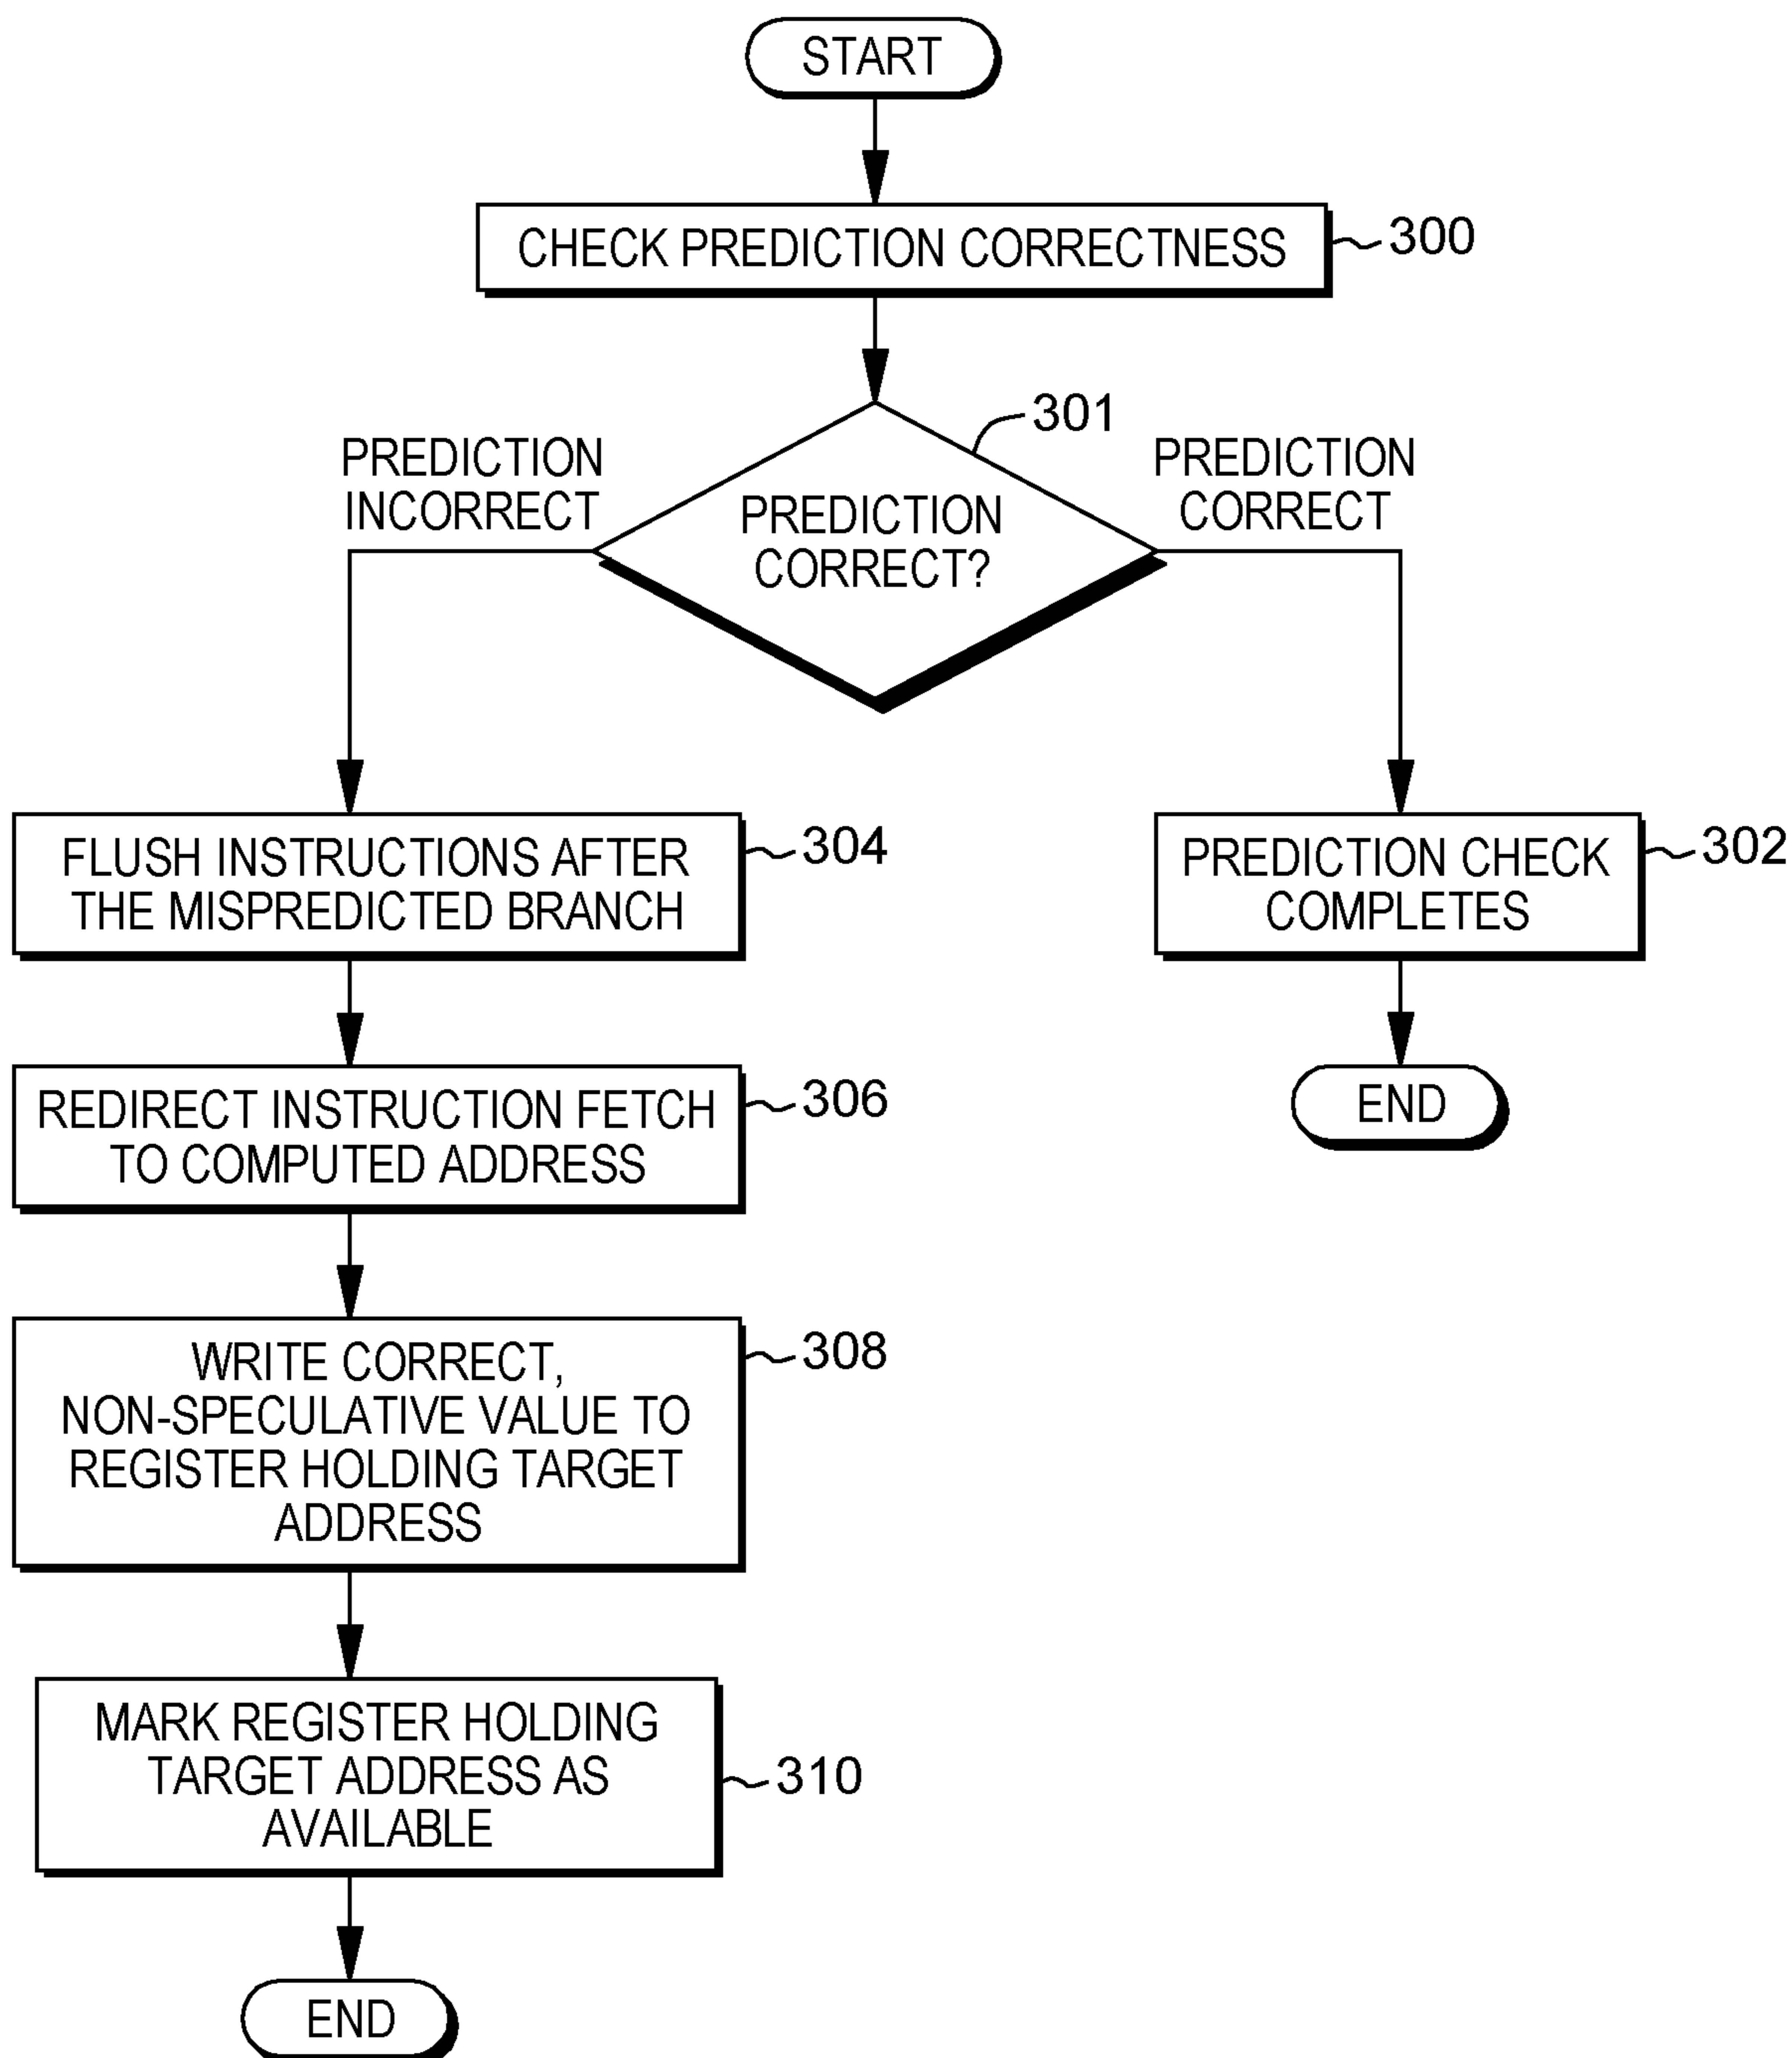 START
CHECK PREDICTION CORRECTNESS
300
301
PREDICTION
INCORRECT
PREDICTION
CORRECT?
PREDICTION
CORRECT
FLUSH INSTRUCTIONS AFTER
THE MISPREDICTED BRANCH
304
PREDICTION CHECK
COMPLETES
302
REDIRECT INSTRUCTION FETCH
TO COMPUTED ADDRESS
306
END
WRITE CORRECT,
NON-SPECULATIVE VALUE TO
REGISTER HOLDING TARGET
ADDRESS
308
MARK REGISTER HOLDING
TARGET ADDRESS AS
AVAILABLE
310
END